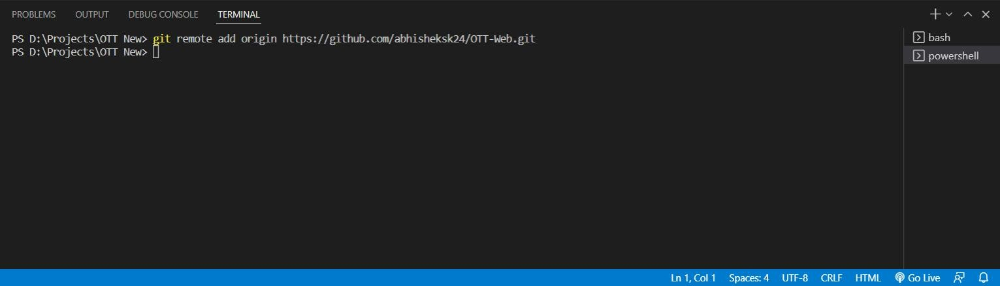 PROBLEMS OUTPUT DEBUG CONSOLE TERMINAL
PS D:\Projects\OTT New> git remote add origin https://github.com/abhisheksk24/OTT-Web.git
PS D:\Projects\OTT New>
bash
powershell
Ln 1, Col 1 Spaces: 4 UTF-8 CRLF HTML Go Live